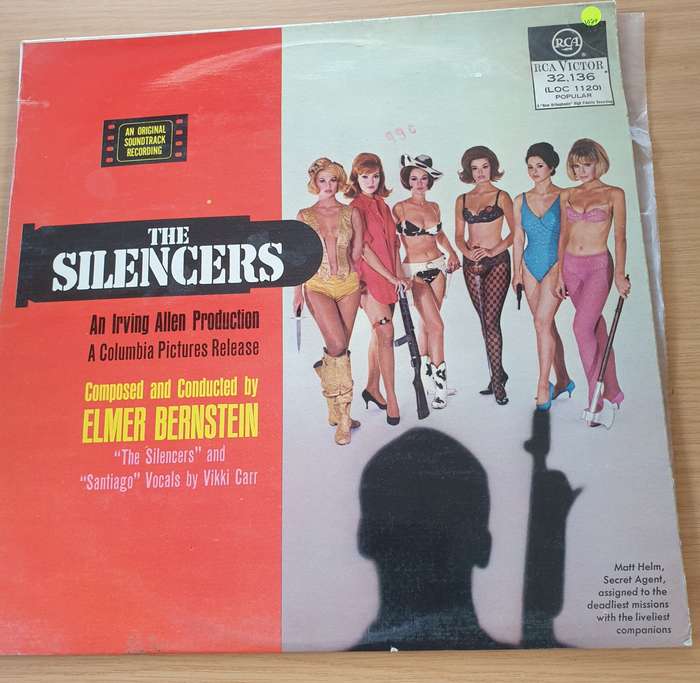 RCA
RCA VICTOR
32.136
(LOC 1120)
POPULAR
AN ORIGINAL
SOUNDTRACK
RECORDING
99c
THE
SILENCERS
An Irving Allen Production
A Columbia Pictures Release
Composed and Conducted by
ELMER BERNSTEIN
"The Silencers" and
"Santiago" Vocals by Vikki Carr
Matt Helm,
Secret Agent,
assigned to the
deadliest missions
with the liveliest
companions